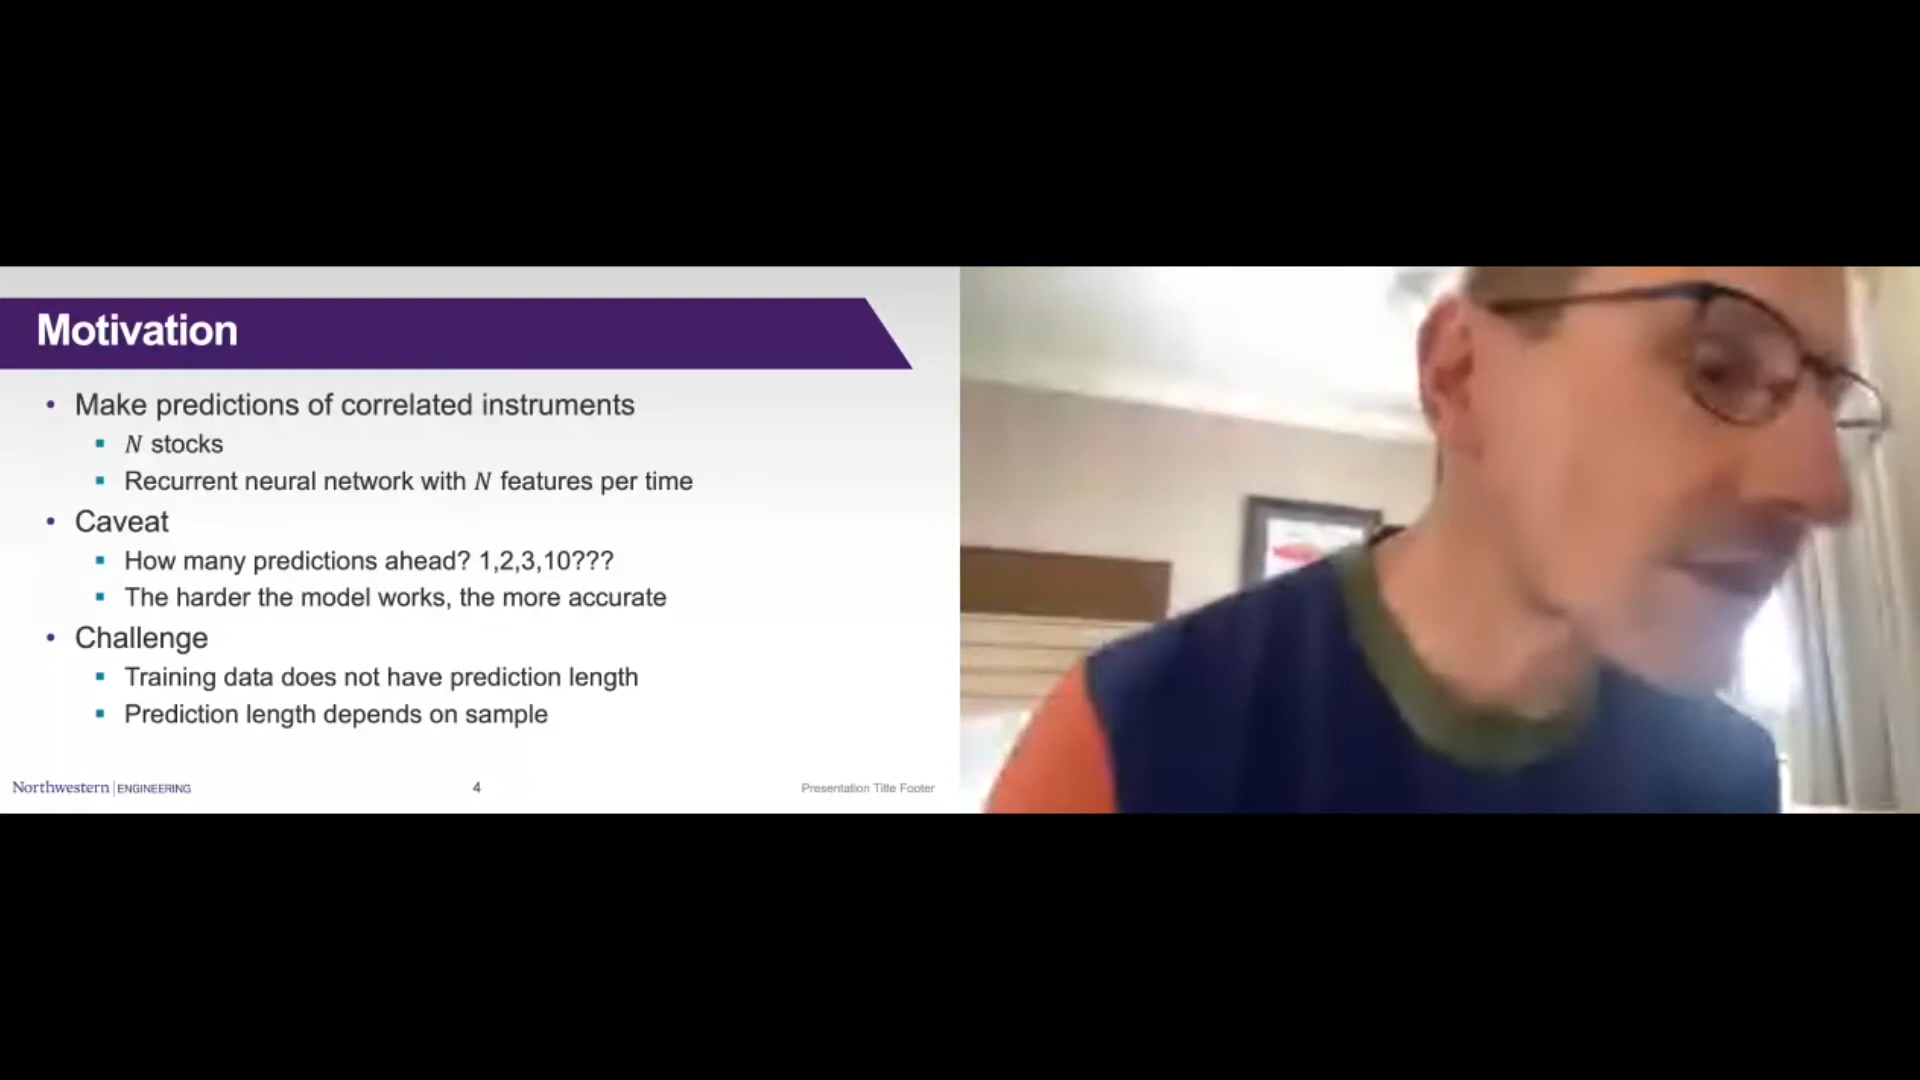 Motivation
• Make predictions of correlated instruments
▪ N stocks
▪ Recurrent neural network with N features per time
• Caveat
▪ How many predictions ahead? 1,2,3,10???
▪ The harder the model works, the more accurate
• Challenge
▪ Training data does not have prediction length
▪ Prediction length depends on sample
Northwestern | ENGINEERING
4
Presentation Title Footer